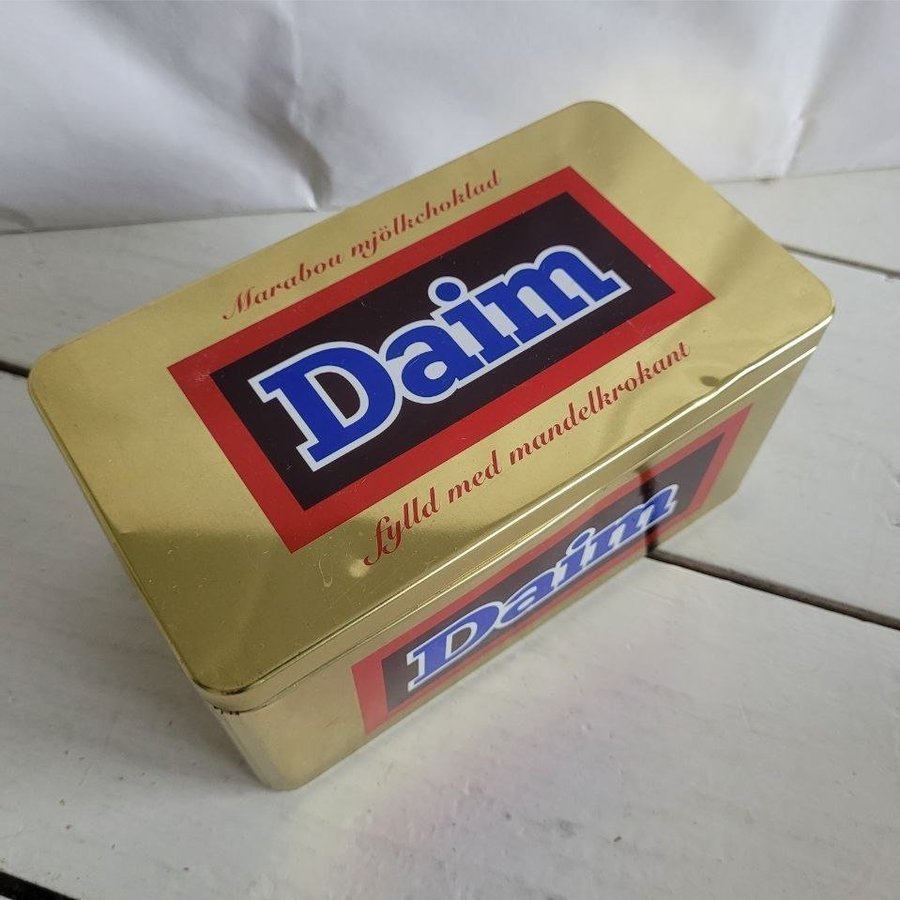 Marabou mjölkchoklad
Daim
fylld med mandelkrokant
Daim